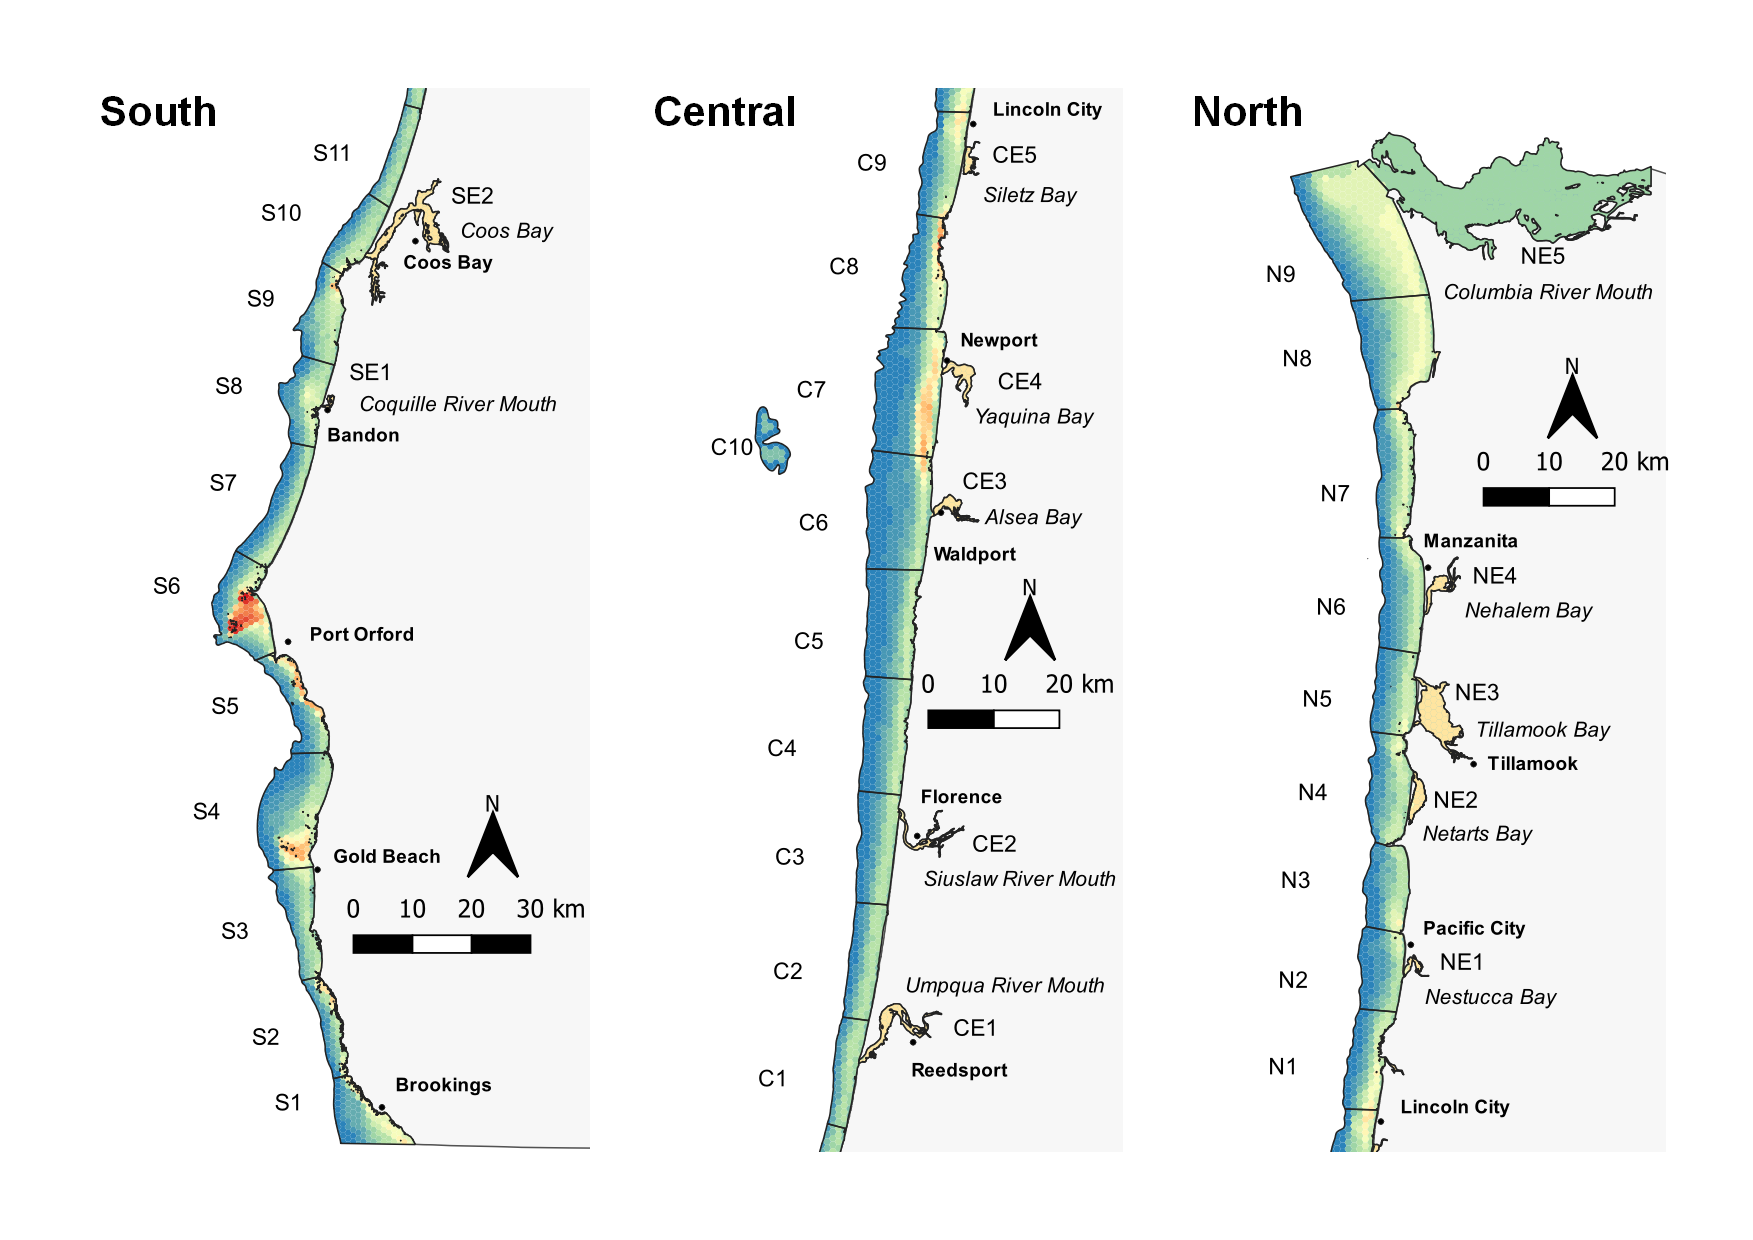 South
S11
S10
SE2
Coos Bay
Coos Bay
S9
S8
SE1
Coquille River Mouth
Bandon
S7
S6
Port Orford
S5
S4
N
Gold Beach
0 10 20 30 km
S3
S2
Brookings
S1
Central
Lincoln City
C9
CE5
Siletz Bay
C8
Newport
C7
CE4
Yaquina Bay
C10
CE3
C6
Alsea Bay
Waldport
N
C5
0 10 20 km
C4
Florence
C3
CE2
Siuslaw River Mouth
C2
Umpqua River Mouth
CE1
Reedsport
C1
North
NE5
N9
Columbia River Mouth
N8
N
0 10 20 km
N7
Manzanita
NE4
N6
Nehalem Bay
N5
NE3
Tillamook Bay
Tillamook
N4
NE2
Netarts Bay
N3
Pacific City
NE1
N2
Nestucca Bay
N1
Lincoln City